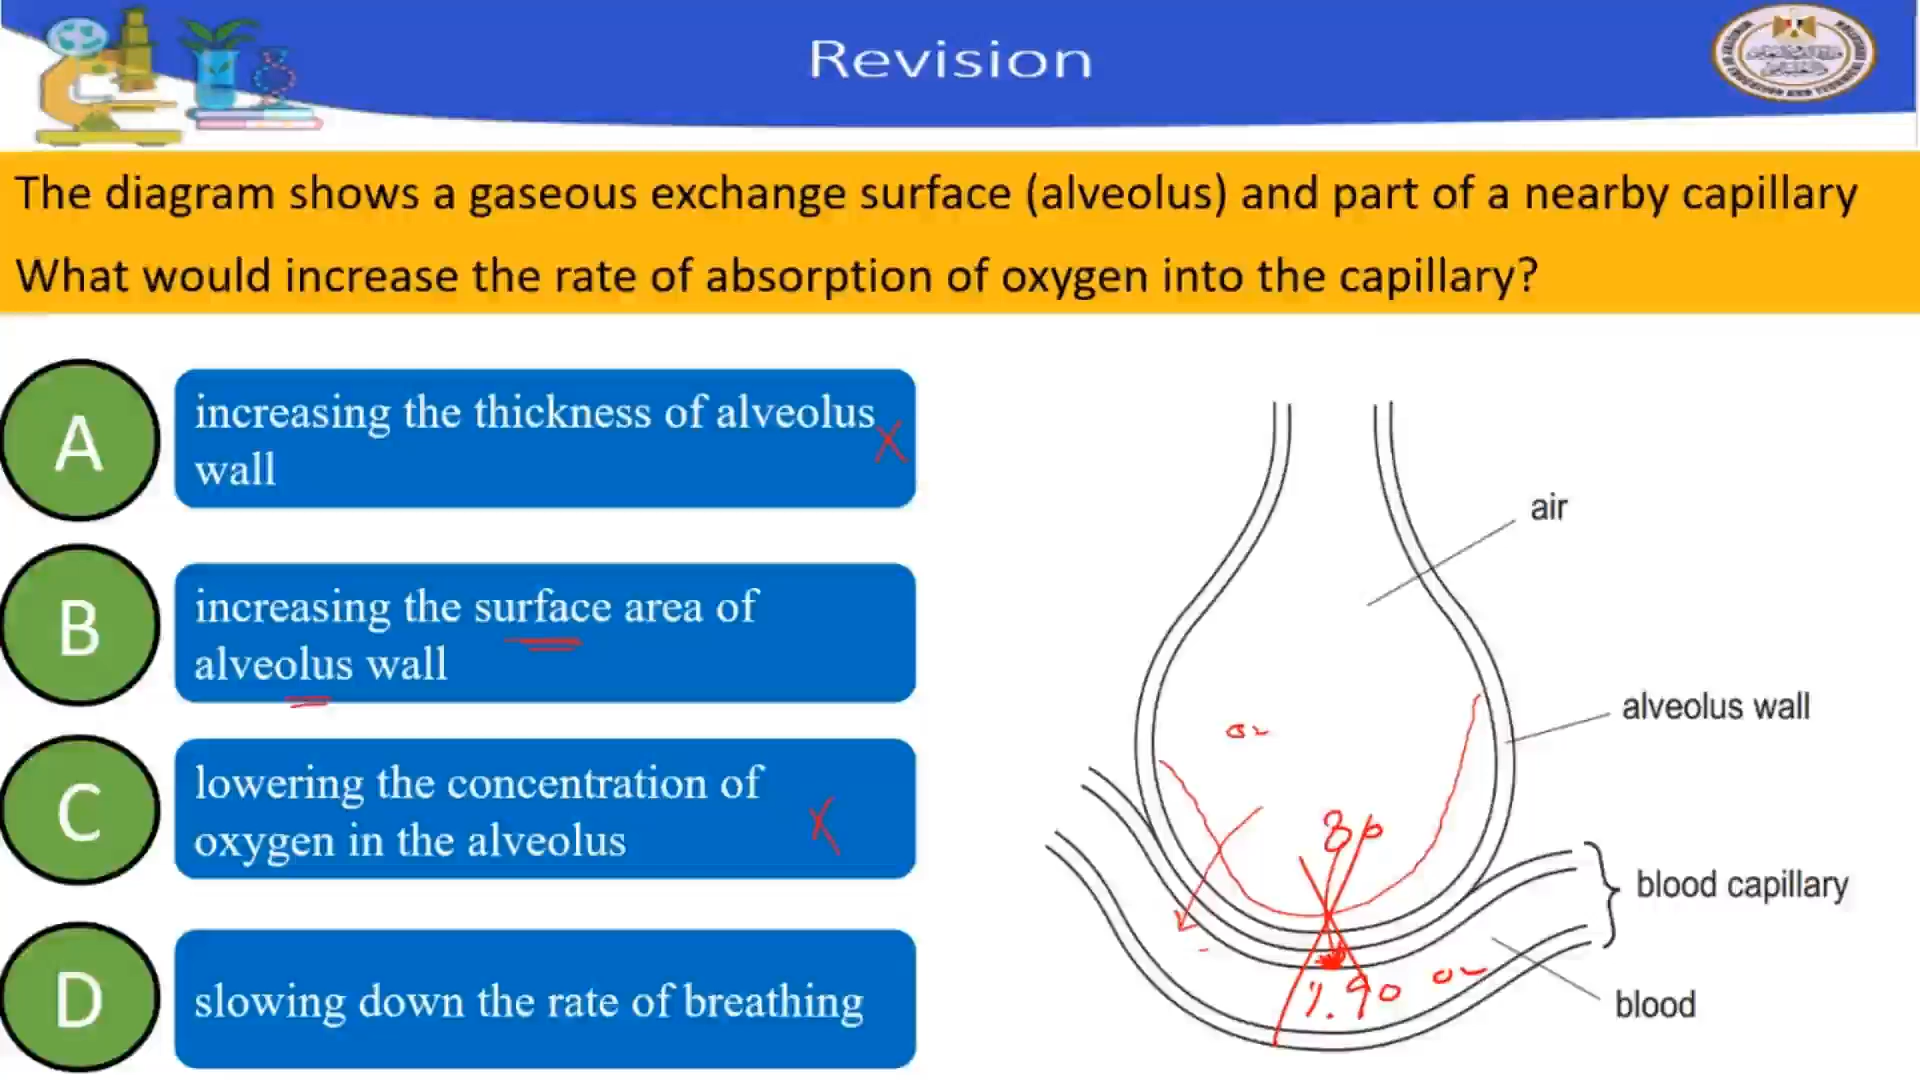 Revision
The diagram shows a gaseous exchange surface (alveolus) and part of a nearby capillary
What would increase the rate of absorption of oxygen into the capillary?
A
increasing the thickness of alveolus
wall
B
increasing the surface area of
alveolus wall
C
lowering the concentration of
oxygen in the alveolus
D
slowing down the rate of breathing
air
alveolus wall
blood capillary
blood